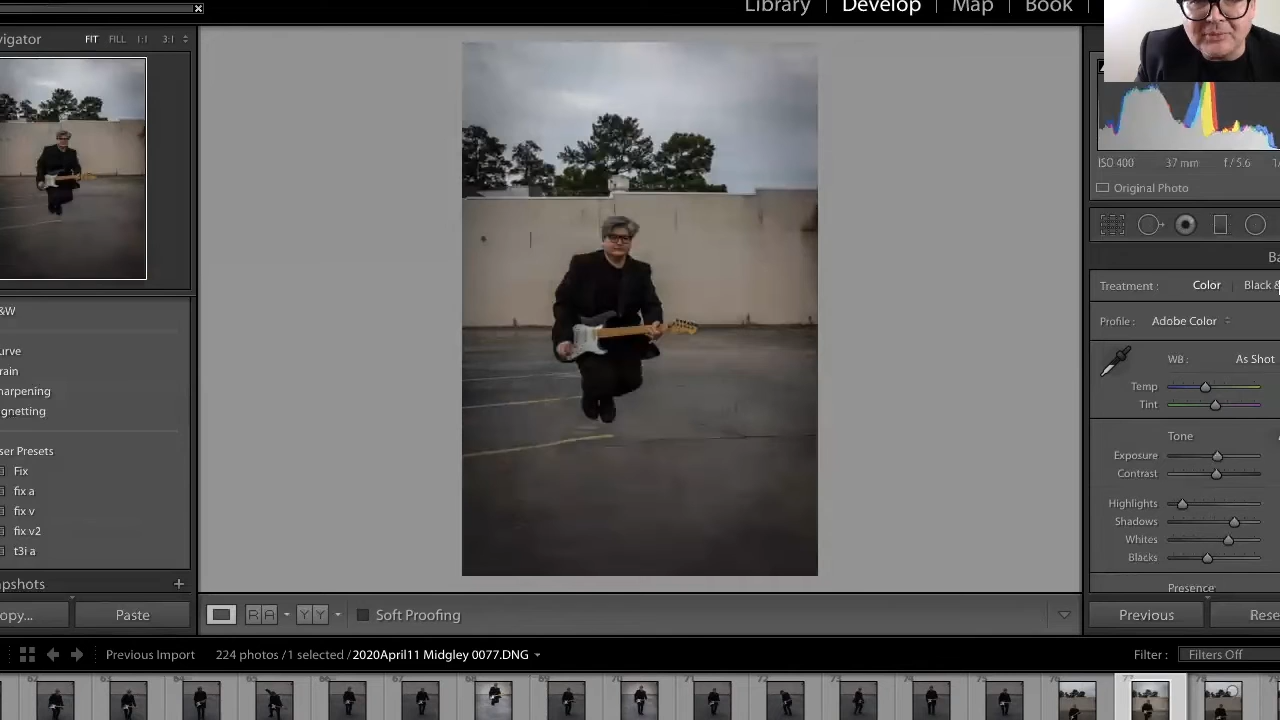 Library | Develop | Map | Book |
vigator FIT FILL 1:1 3:1
ISO 400 37 mm f / 5.6
Original Photo
Treatment : Color Black &
Profile : Adobe Color
WB : As Shot
Temp
Tint
Tone
Exposure
Contrast
Highlights
Shadows
Whites
Blacks
Presence
&W
urve
rain
harpening
gnetting
ser Presets
Fix
fix a
fix v
fix v2
t3i a
apshots +
opy... Paste
R A Y Y Soft Proofing
Previous Rese
Previous Import 224 photos / 1 selected / 2020April11 Midgley 0077.DNG
Filter : Filters Off